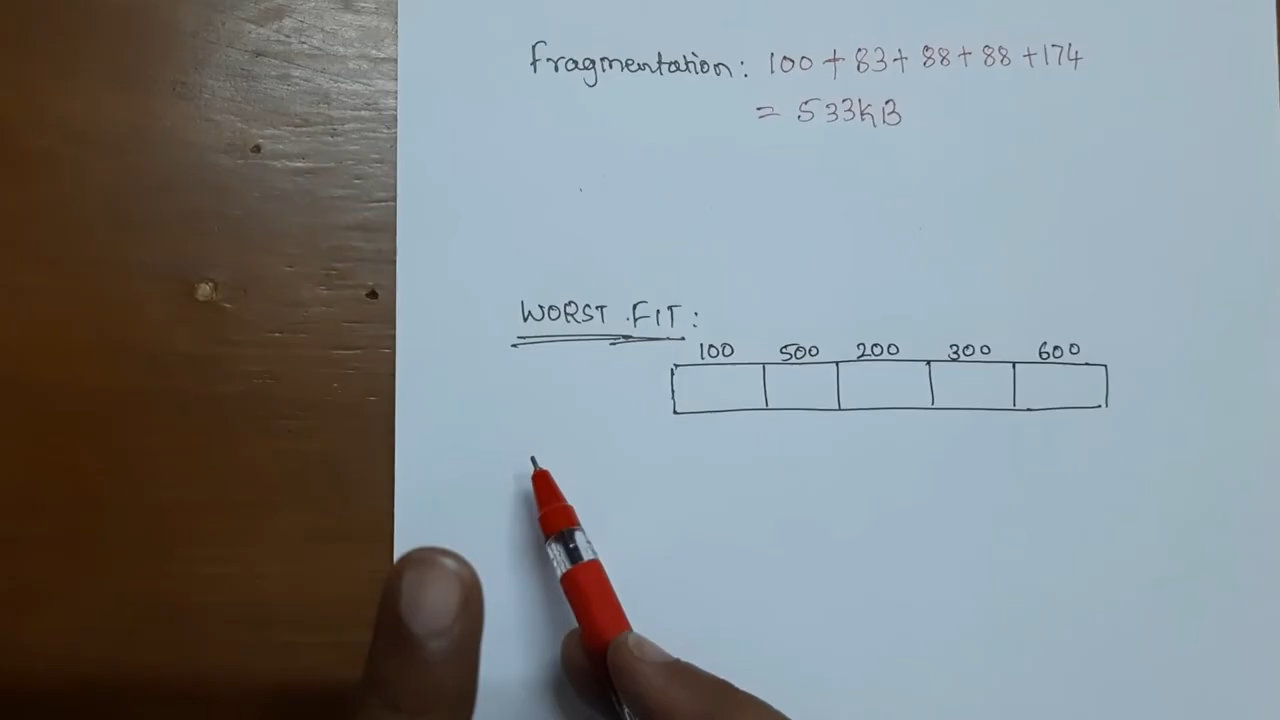 Fragmentation: 100 + 83 + 88 + 88 + 174
= 533KB
WORST FIT:
100 500 200 300 600